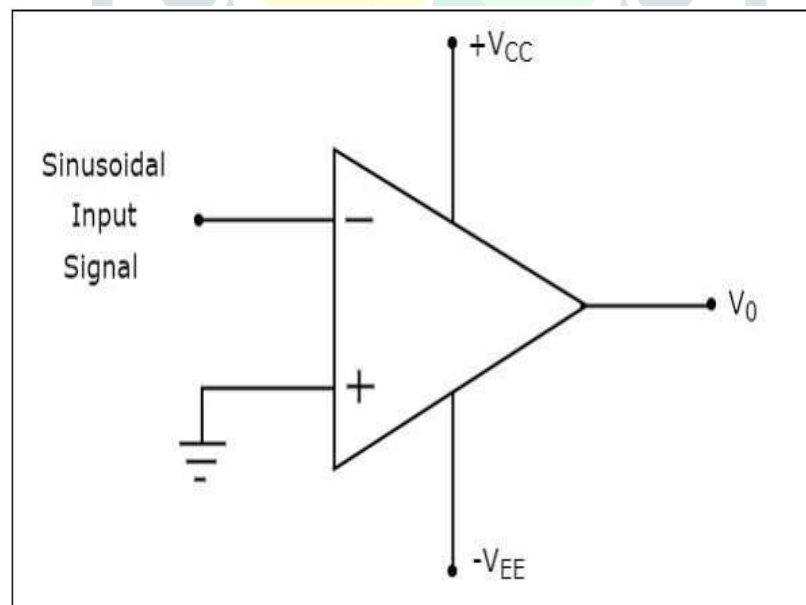 +VCC
Sinusoidal
Input
Signal
−
+
V0
-VEE